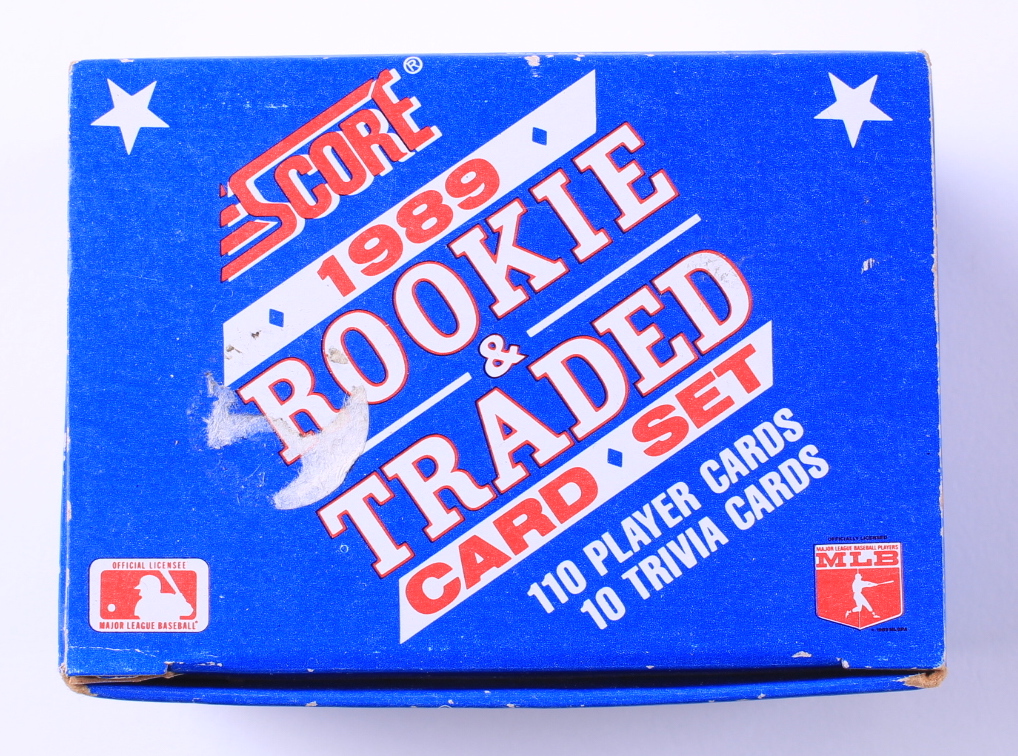 SCORE®
1989
ROOKIE
&
TRADED
CARD SET
110 PLAYER CARDS
10 TRIVIA CARDS
OFFICIAL LICENSEE
MAJOR LEAGUE BASEBALL
OFFICIALLY LICENSED
MAJOR LEAGUE BASEBALL PLAYERS
MLB